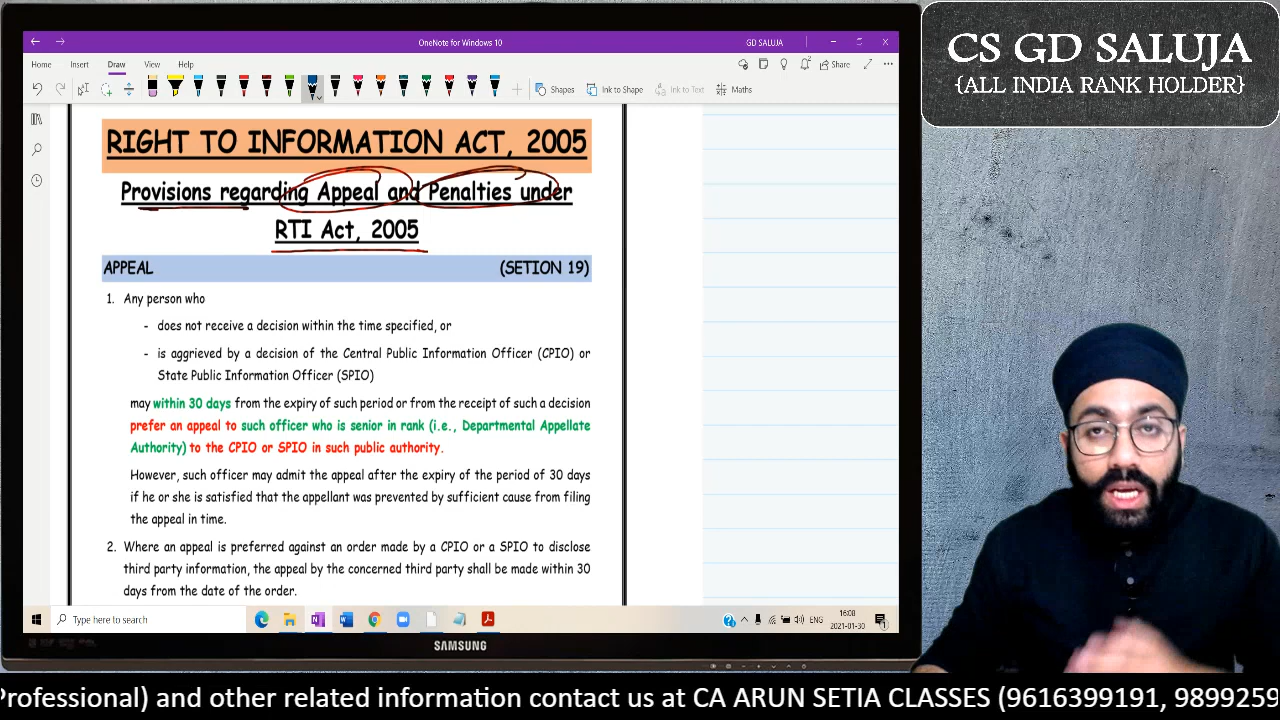 CS GD SALUJA
{ALL INDIA RANK HOLDER}
OneNote for Windows 10
GD SALUJA
Home Insert Draw View Help
Share
Shapes Ink to Shape Ink to Text Maths
RIGHT TO INFORMATION ACT, 2005
Provisions regarding Appeal and Penalties under
RTI Act, 2005
APPEAL (SETION 19)
1. Any person who
- does not receive a decision within the time specified, or
- is aggrieved by a decision of the Central Public Information Officer (CPIO) or
State Public Information Officer (SPIO)
may within 30 days from the expiry of such period or from the receipt of such a decision
prefer an appeal to such officer who is senior in rank (i.e., Departmental Appellate
Authority) to the CPIO or SPIO in such public authority.
However, such officer may admit the appeal after the expiry of the period of 30 days
if he or she is satisfied that the appellant was prevented by sufficient cause from filing
the appeal in time.
2. Where an appeal is preferred against an order made by a CPIO or a SPIO to disclose
third party information, the appeal by the concerned third party shall be made within 30
days from the date of the order.
Type here to search
ENG
16:08
2021-01-30
SAMSUNG
Professional) and other related information contact us at CA ARUN SETIA CLASSES (9616399191, 9899259